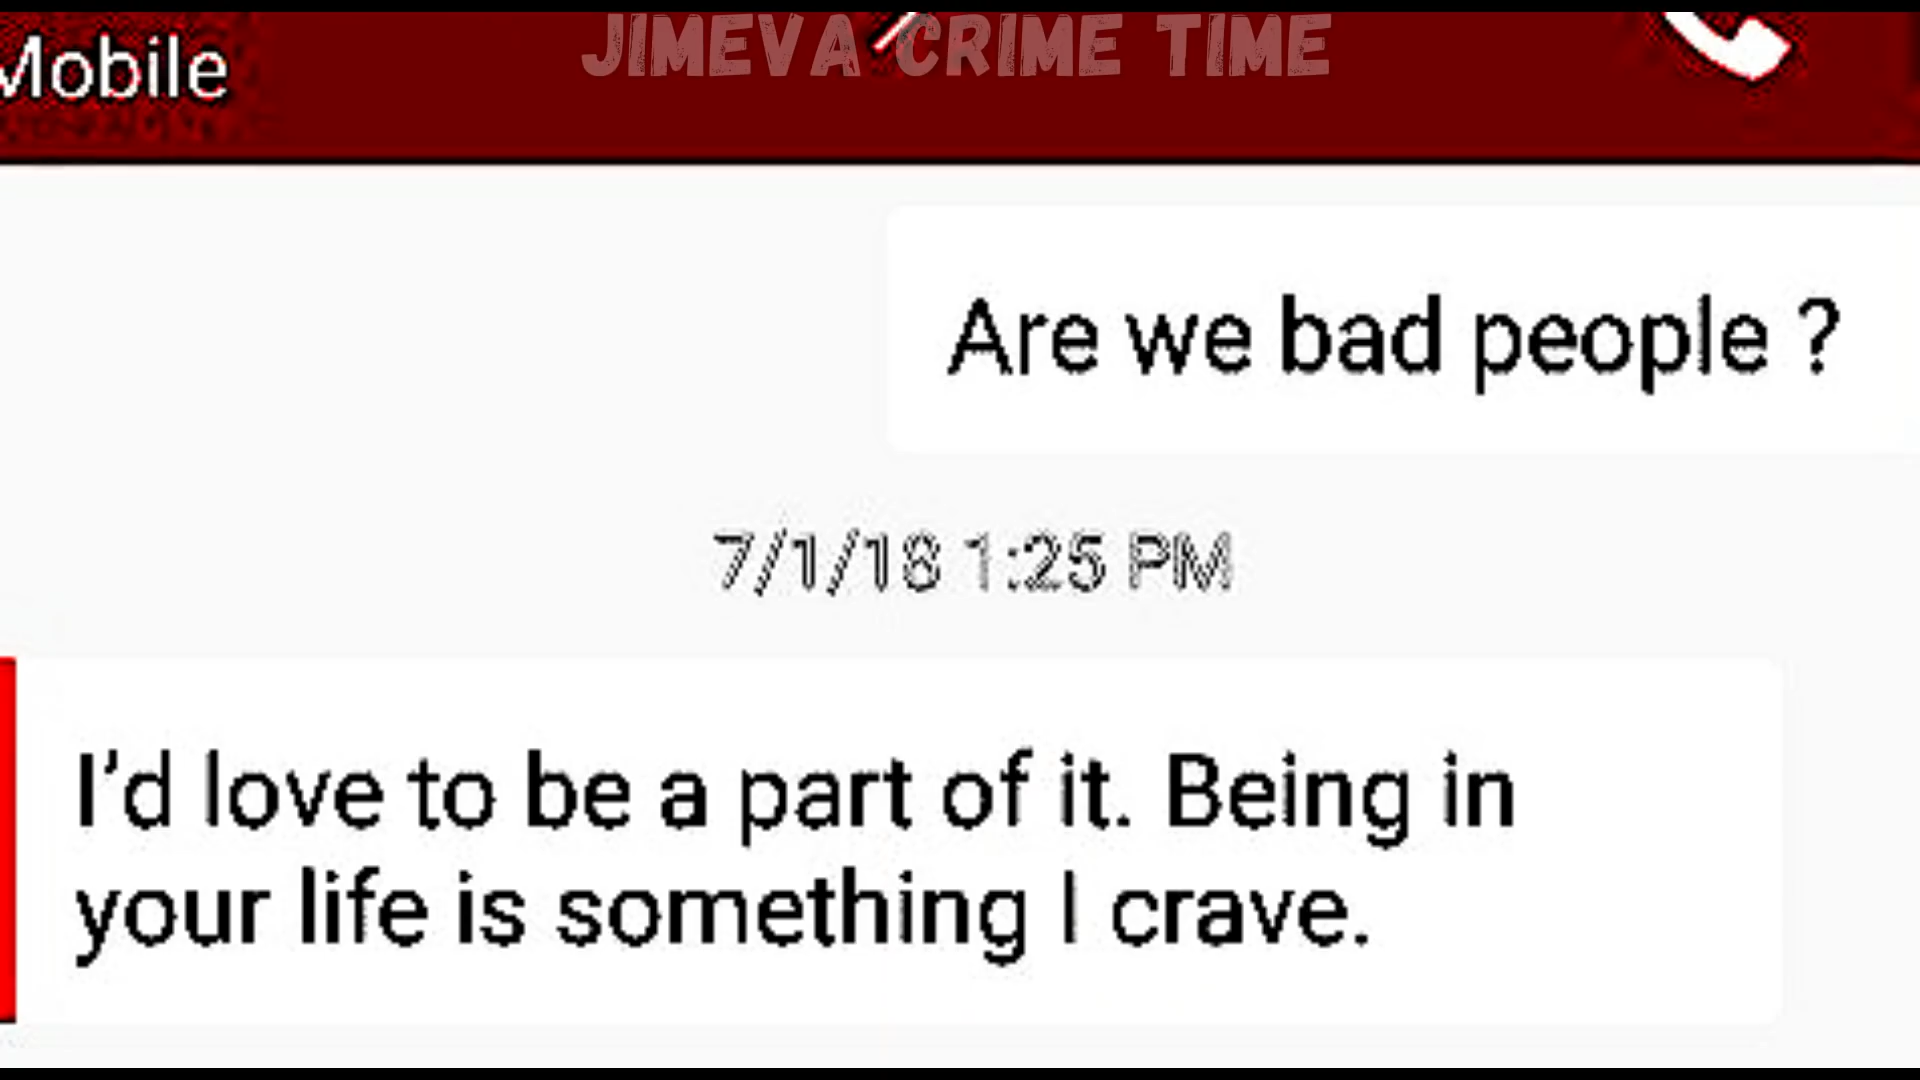 JIMEVA CRIME TIME
Mobile
Are we bad people ?
7/1/18 1:25 PM
I'd love to be a part of it. Being in
your life is something I crave.